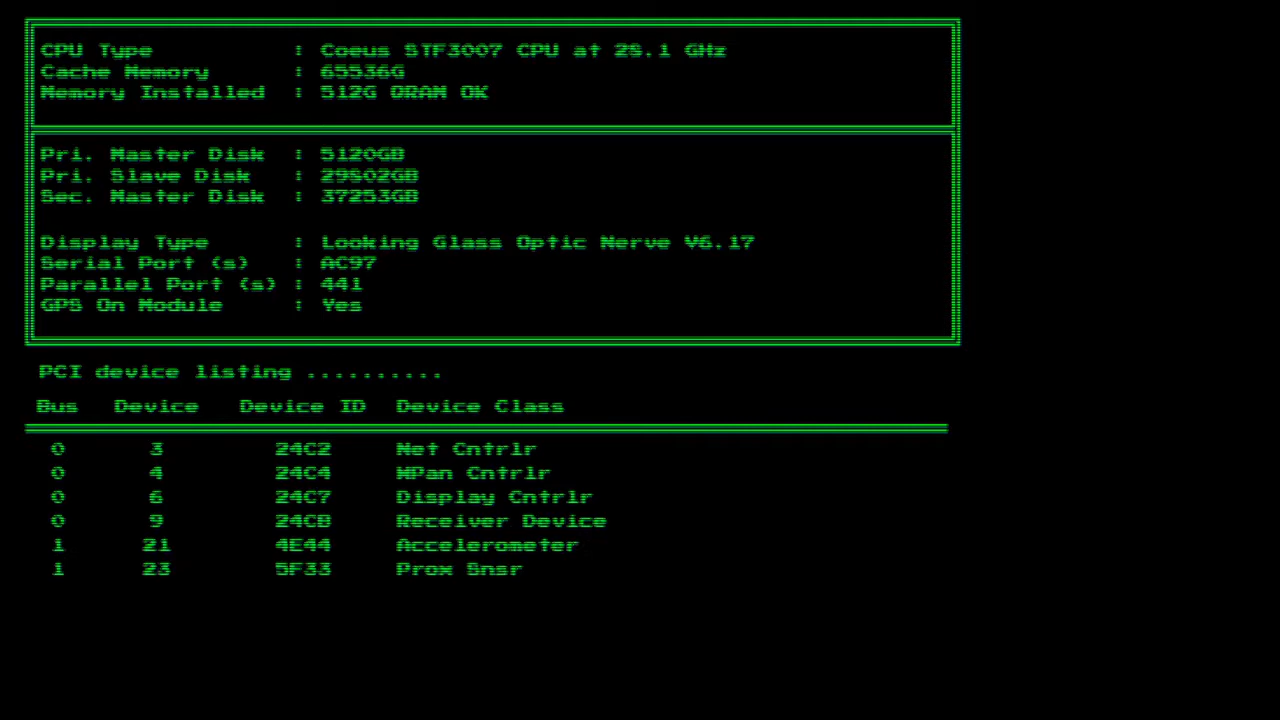 CPU Type : Coeus STF3007 CPU at 25.1 GHz
Cache Memory : 65536G
Memory Installed : 512G ORAM OK
Pri. Master Disk : 5120GB
Pri. Slave Disk : 29802GB
Sec. Master Disk : 37253GB
Display Type : Looking Glass Optic Nerve V6.17
Serial Port (s) : AC97
Parallel Port (s) : 441
GPS On Module : Yes
PCI device listing ..........
Bus Device Device ID Device Class
0 3 24C2 Net Cntrlr
0 4 24C4 MPan Cntrlr
0 6 24C7 Display Cntrlr
0 9 24CB Receiver Device
1 21 4E44 Accelerometer
1 23 5F33 Prox Snsr